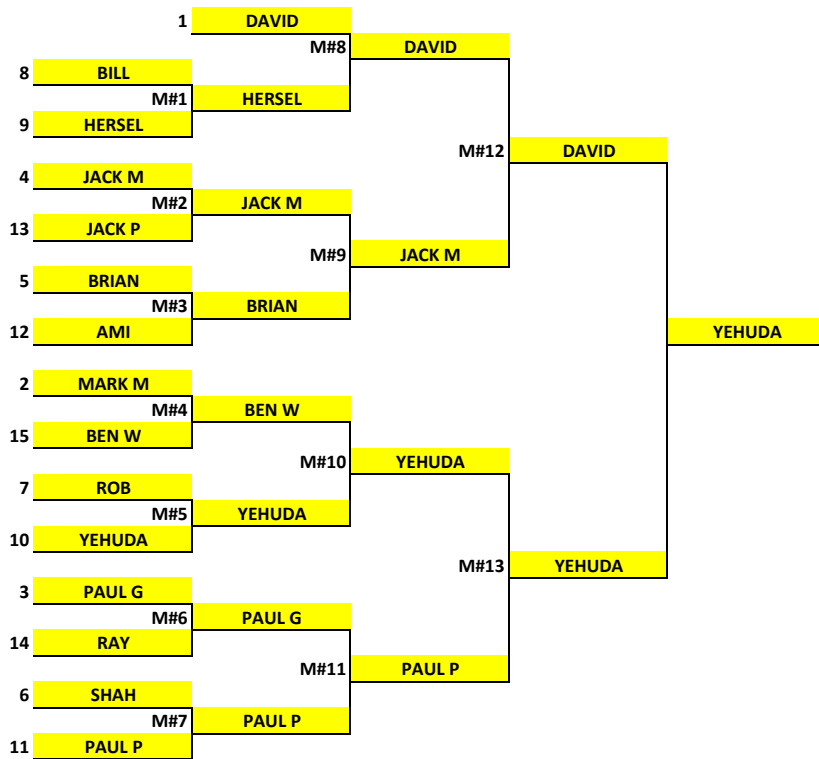 1 DAVID
M#8 DAVID
8 BILL
M#1 HERSEL
9 HERSEL
M#12 DAVID
4 JACK M
M#2 JACK M
13 JACK P
M#9 JACK M
5 BRIAN
M#3 BRIAN
12 AMI
YEHUDA
2 MARK M
M#4 BEN W
15 BEN W
M#10 YEHUDA
7 ROB
M#5 YEHUDA
10 YEHUDA
M#13 YEHUDA
3 PAUL G
M#6 PAUL G
14 RAY
M#11 PAUL P
6 SHAH
M#7 PAUL P
11 PAUL P